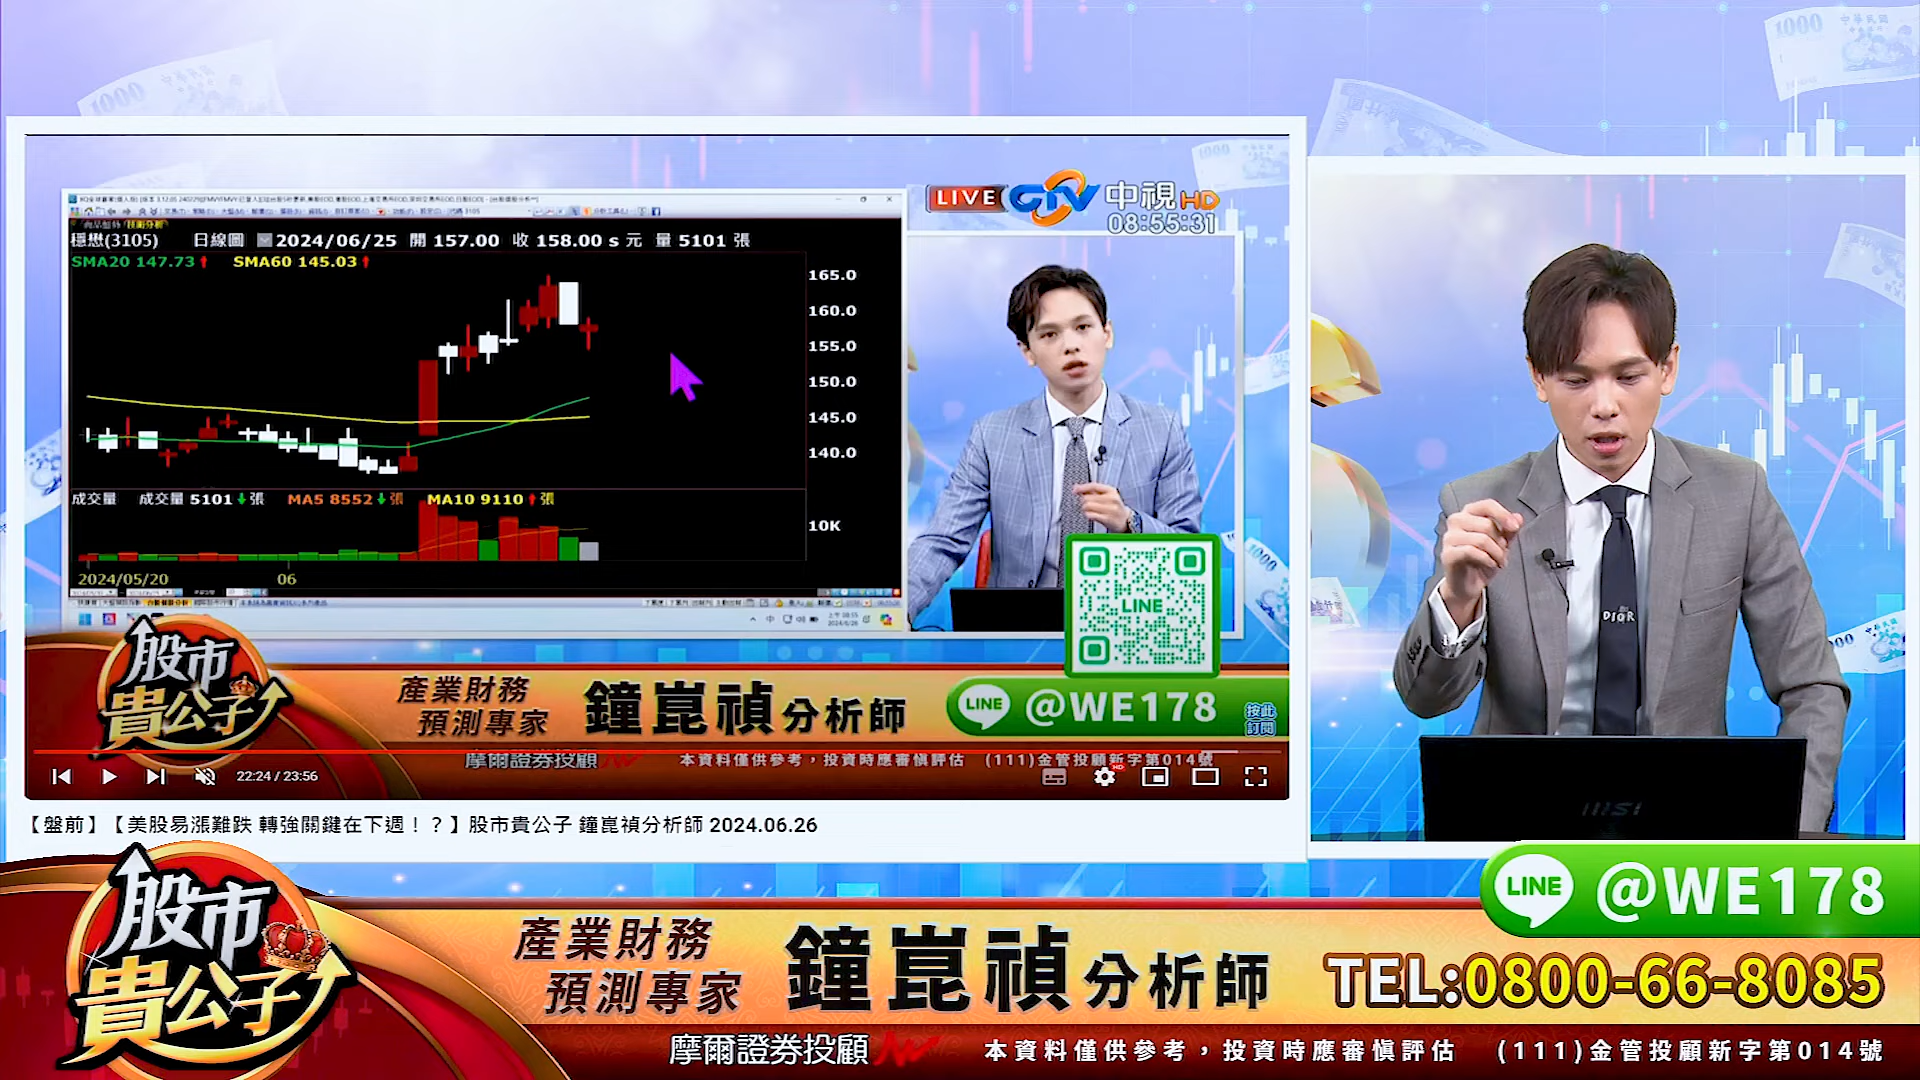 LIVE CTV 中視HD
08:55:31
技術分析
穩懋(3105) 日線圖 2024/06/25 開 157.00 收 158.00 s 元 量 5101 張
SMA20 147.73↑ SMA60 145.03↑
165.0
160.0
155.0
150.0
145.0
140.0
成交量 成交量 5101↓張 MA5 8552↓張 MA10 9110↑張
10K
2024/05/20 06
LINE
股市
貴公子
產業財務
預測專家
鐘崑禎分析師
LINE @WE178
按此
訂閱
摩爾證券投顧 本資料僅供參考，投資時應審慎評估 (111)金管投顧新字第014號
22:24 / 23:56
HD
【盤前】【美股易漲難跌 轉強關鍵在下週！？】股市貴公子 鐘崑禎分析師 2024.06.26
DIOR
msi
LINE @WE178
股市
貴公子
產業財務
預測專家
鐘崑禎分析師
TEL:0800-66-8085
摩爾證券投顧 本資料僅供參考，投資時應審慎評估 (111)金管投顧新字第014號